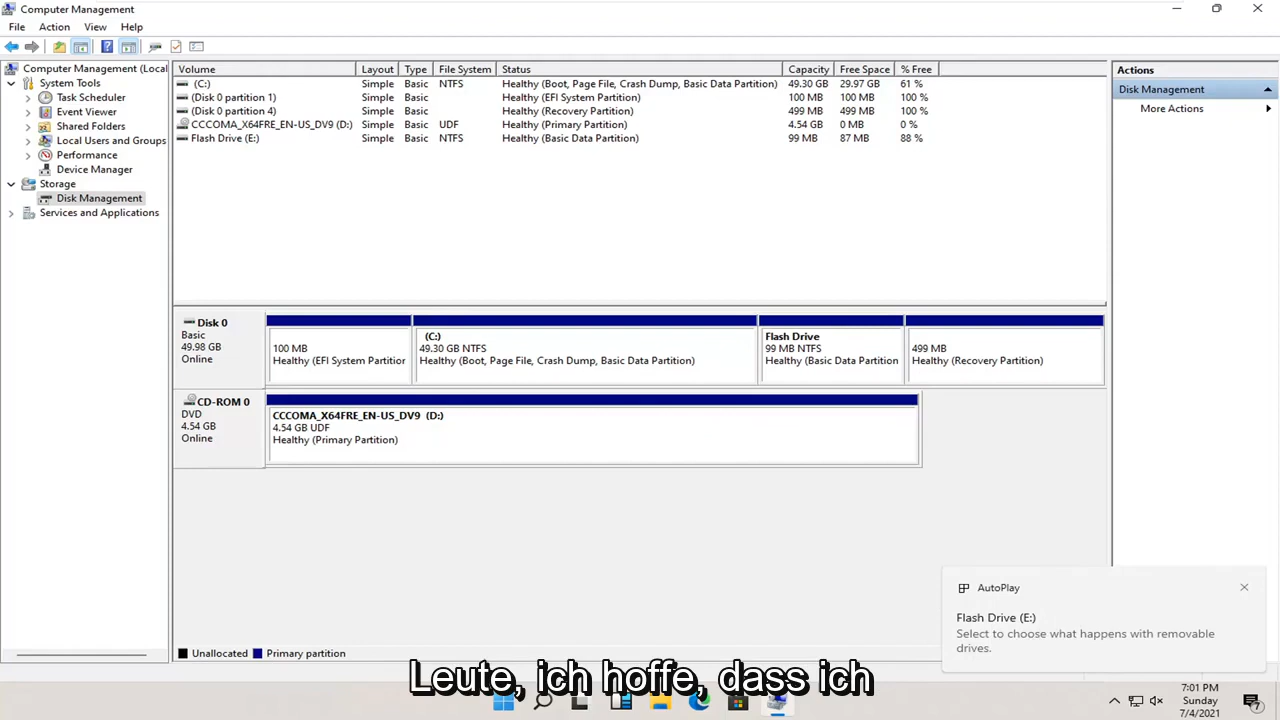 Computer Management
File Action View Help
Computer Management (Local
System Tools
Task Scheduler
Event Viewer
Shared Folders
Local Users and Groups
Performance
Device Manager
Storage
Disk Management
Services and Applications
Volume Layout Type File System Status Capacity Free Space % Free
(C:) Simple Basic NTFS Healthy (Boot, Page File, Crash Dump, Basic Data Partition) 49.30 GB 29.97 GB 61 %
(Disk 0 partition 1) Simple Basic Healthy (EFI System Partition) 100 MB 100 MB 100 %
(Disk 0 partition 4) Simple Basic Healthy (Recovery Partition) 499 MB 499 MB 100 %
CCCOMA_X64FRE_EN-US_DV9 (D:) Simple Basic UDF Healthy (Primary Partition) 4.54 GB 0 MB 0 %
Flash Drive (E:) Simple Basic NTFS Healthy (Basic Data Partition) 99 MB 87 MB 88 %
Actions
Disk Management
More Actions
Disk 0
Basic
49.98 GB
Online
100 MB
Healthy (EFI System Partitior
(C:)
49.30 GB NTFS
Healthy (Boot, Page File, Crash Dump, Basic Data Partition)
Flash Drive
99 MB NTFS
Healthy (Basic Data Partition
499 MB
Healthy (Recovery Partition)
CD-ROM 0
DVD
4.54 GB
Online
CCCOMA_X64FRE_EN-US_DV9 (D:)
4.54 GB UDF
Healthy (Primary Partition)
AutoPlay
Flash Drive (E:)
Select to choose what happens with removable
drives.
Unallocated Primary partition
Leute, ich hoffe, dass ich
7:01 PM
Sunday
7/4/2021
7